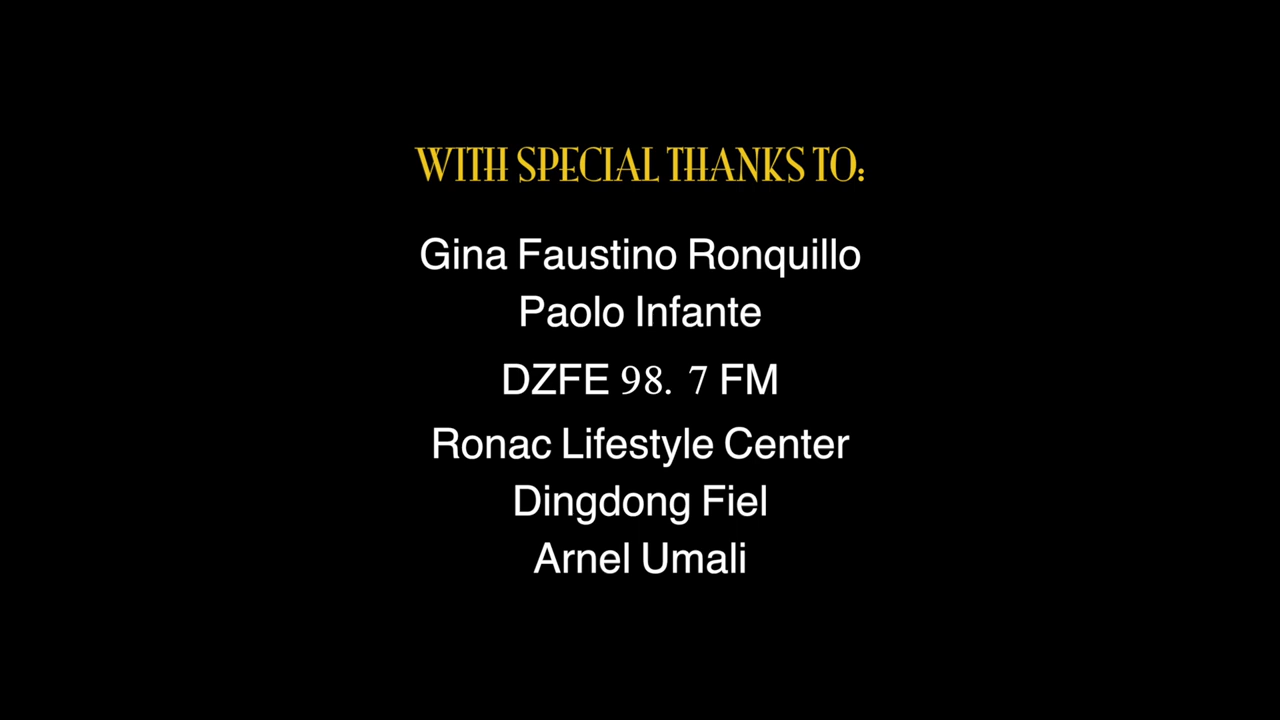 WITH SPECIAL THANKS TO:
Gina Faustino Ronquillo
Paolo Infante
DZFE 98. 7 FM
Ronac Lifestyle Center
Dingdong Fiel
Arnel Umali